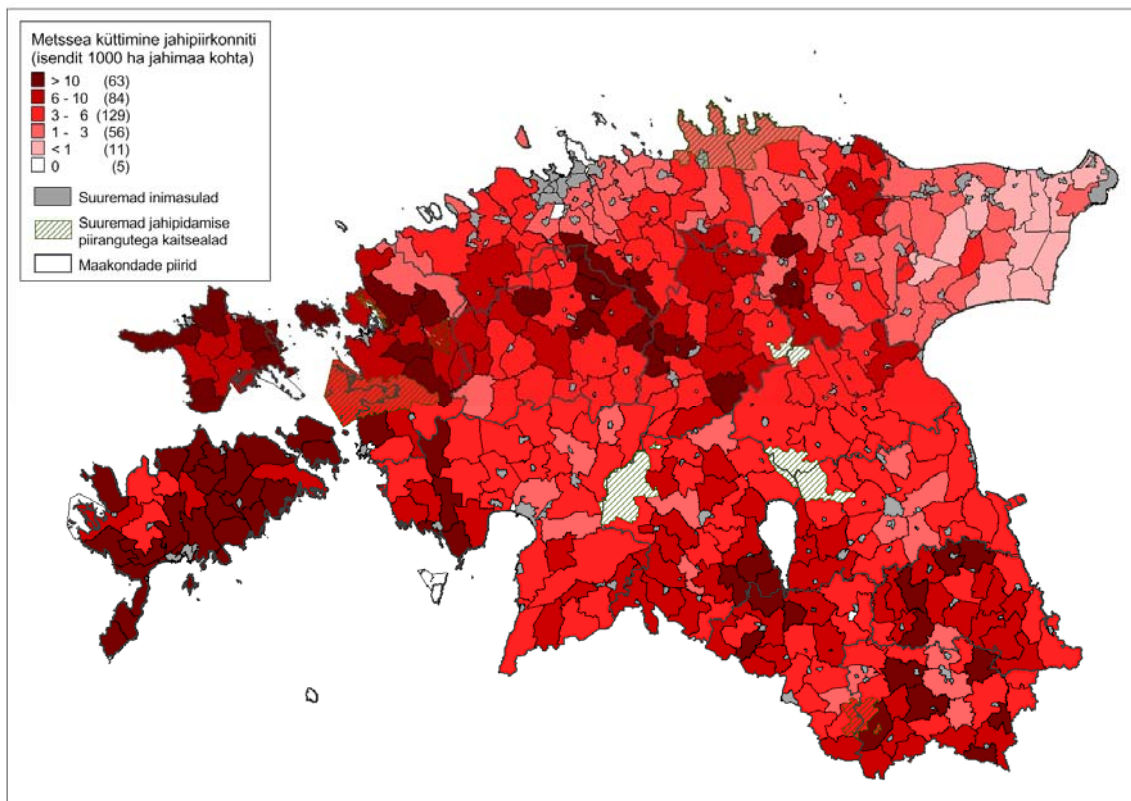 Metssea küttimine jahipiirkonniti
(isendit 1000 ha jahimaa kohta)
> 10 (63)
6 - 10 (84)
3 - 6 (129)
1 - 3 (56)
< 1 (11)
0 (5)
Suuremad inimasulad
Suuremad jahipidamise
piirangutega kaitsealad
Maakondade piirid